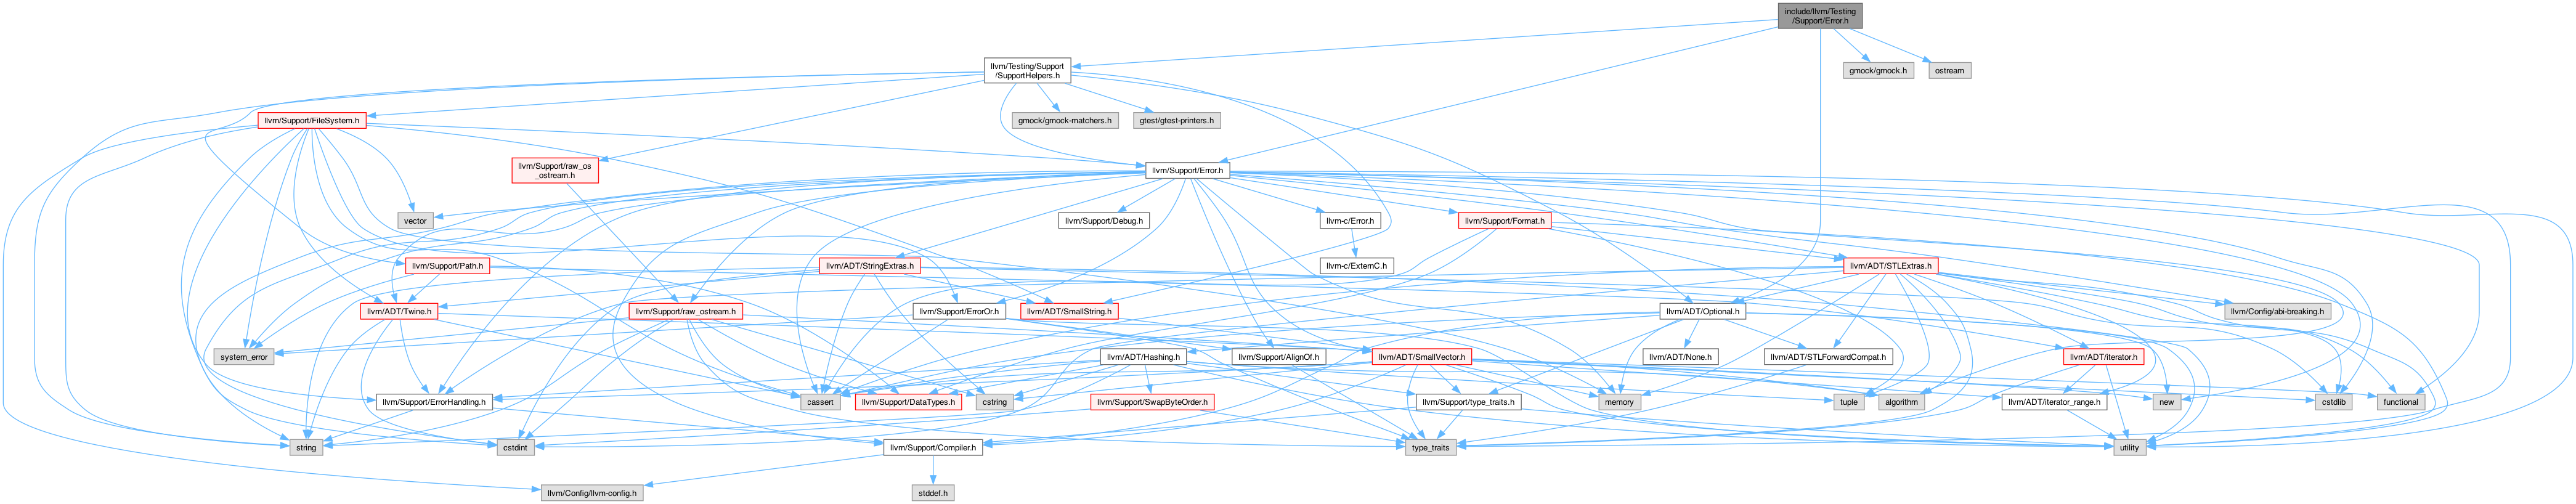 include/llvm/Testing
/Support/Error.h
llvm/Testing/Support
/SupportHelpers.h
gmock/gmock.h
ostream
llvm/Support/FileSystem.h
gmock/gmock-matchers.h
gtest/gtest-printers.h
llvm/Support/raw_os
_ostream.h
llvm/Support/Error.h
vector
llvm/Support/Debug.h
llvm-c/Error.h
llvm/Support/Format.h
llvm/Support/Path.h
llvm/ADT/StringExtras.h
llvm-c/ExternC.h
llvm/ADT/STLExtras.h
llvm/ADT/Twine.h
llvm/Support/raw_ostream.h
llvm/Support/ErrorOr.h
llvm/ADT/SmallString.h
llvm/ADT/Optional.h
llvm/Config/abi-breaking.h
system_error
llvm/ADT/Hashing.h
llvm/Support/AlignOf.h
llvm/ADT/SmallVector.h
llvm/ADT/None.h
llvm/ADT/STLForwardCompat.h
llvm/ADT/iterator.h
llvm/Support/ErrorHandling.h
cassert
llvm/Support/DataTypes.h
cstring
llvm/Support/SwapByteOrder.h
memory
llvm/Support/type_traits.h
tuple
algorithm
llvm/ADT/iterator_range.h
new
cstdlib
functional
string
cstdint
llvm/Support/Compiler.h
type_traits
utility
llvm/Config/llvm-config.h
stddef.h